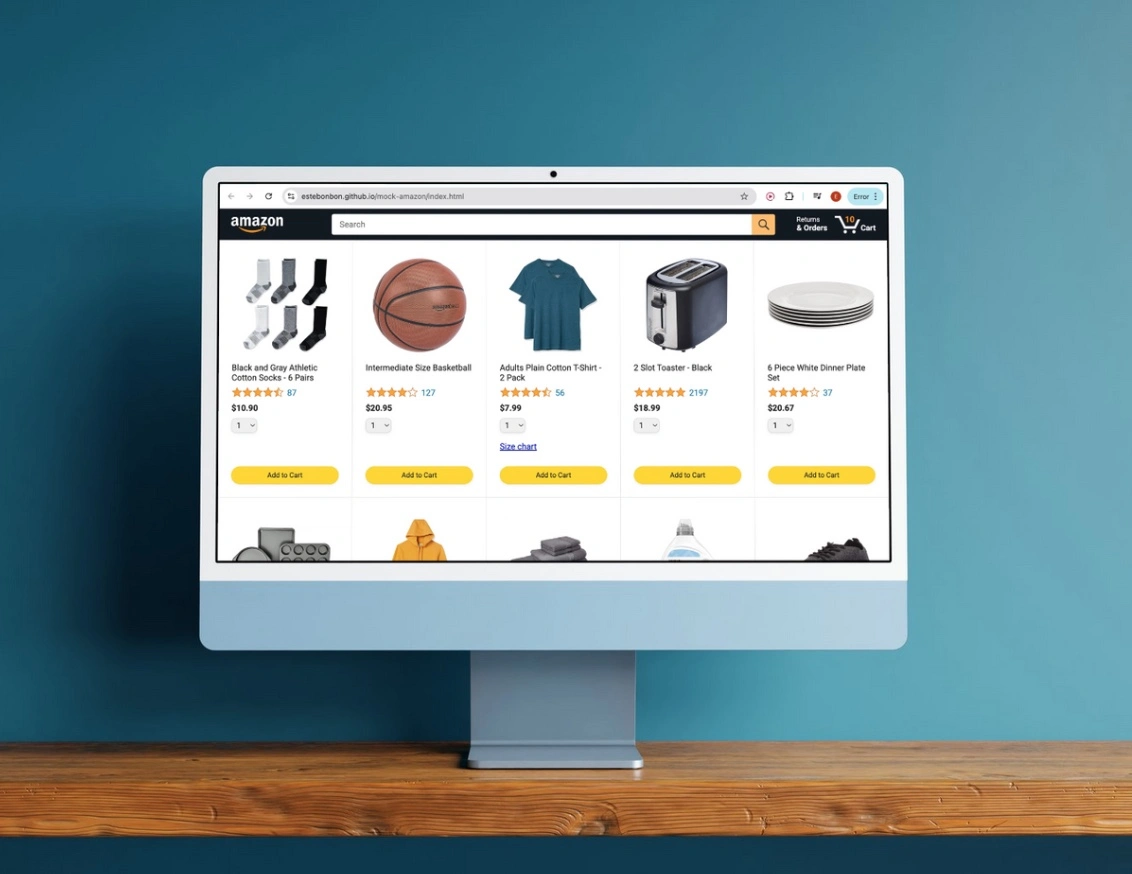 estebonbon.github.io/mock-amazon/index.html
Error
amazon
Search
Returns
& Orders
10
Cart
Black and Gray Athletic
Cotton Socks - 6 Pairs
87
$10.90
1
Add to Cart
Intermediate Size Basketball
127
$20.95
1
Add to Cart
Adults Plain Cotton T-Shirt -
2 Pack
56
$7.99
1
Size chart
Add to Cart
2 Slot Toaster - Black
2197
$18.99
1
Add to Cart
6 Piece White Dinner Plate
Set
37
$20.67
1
Add to Cart